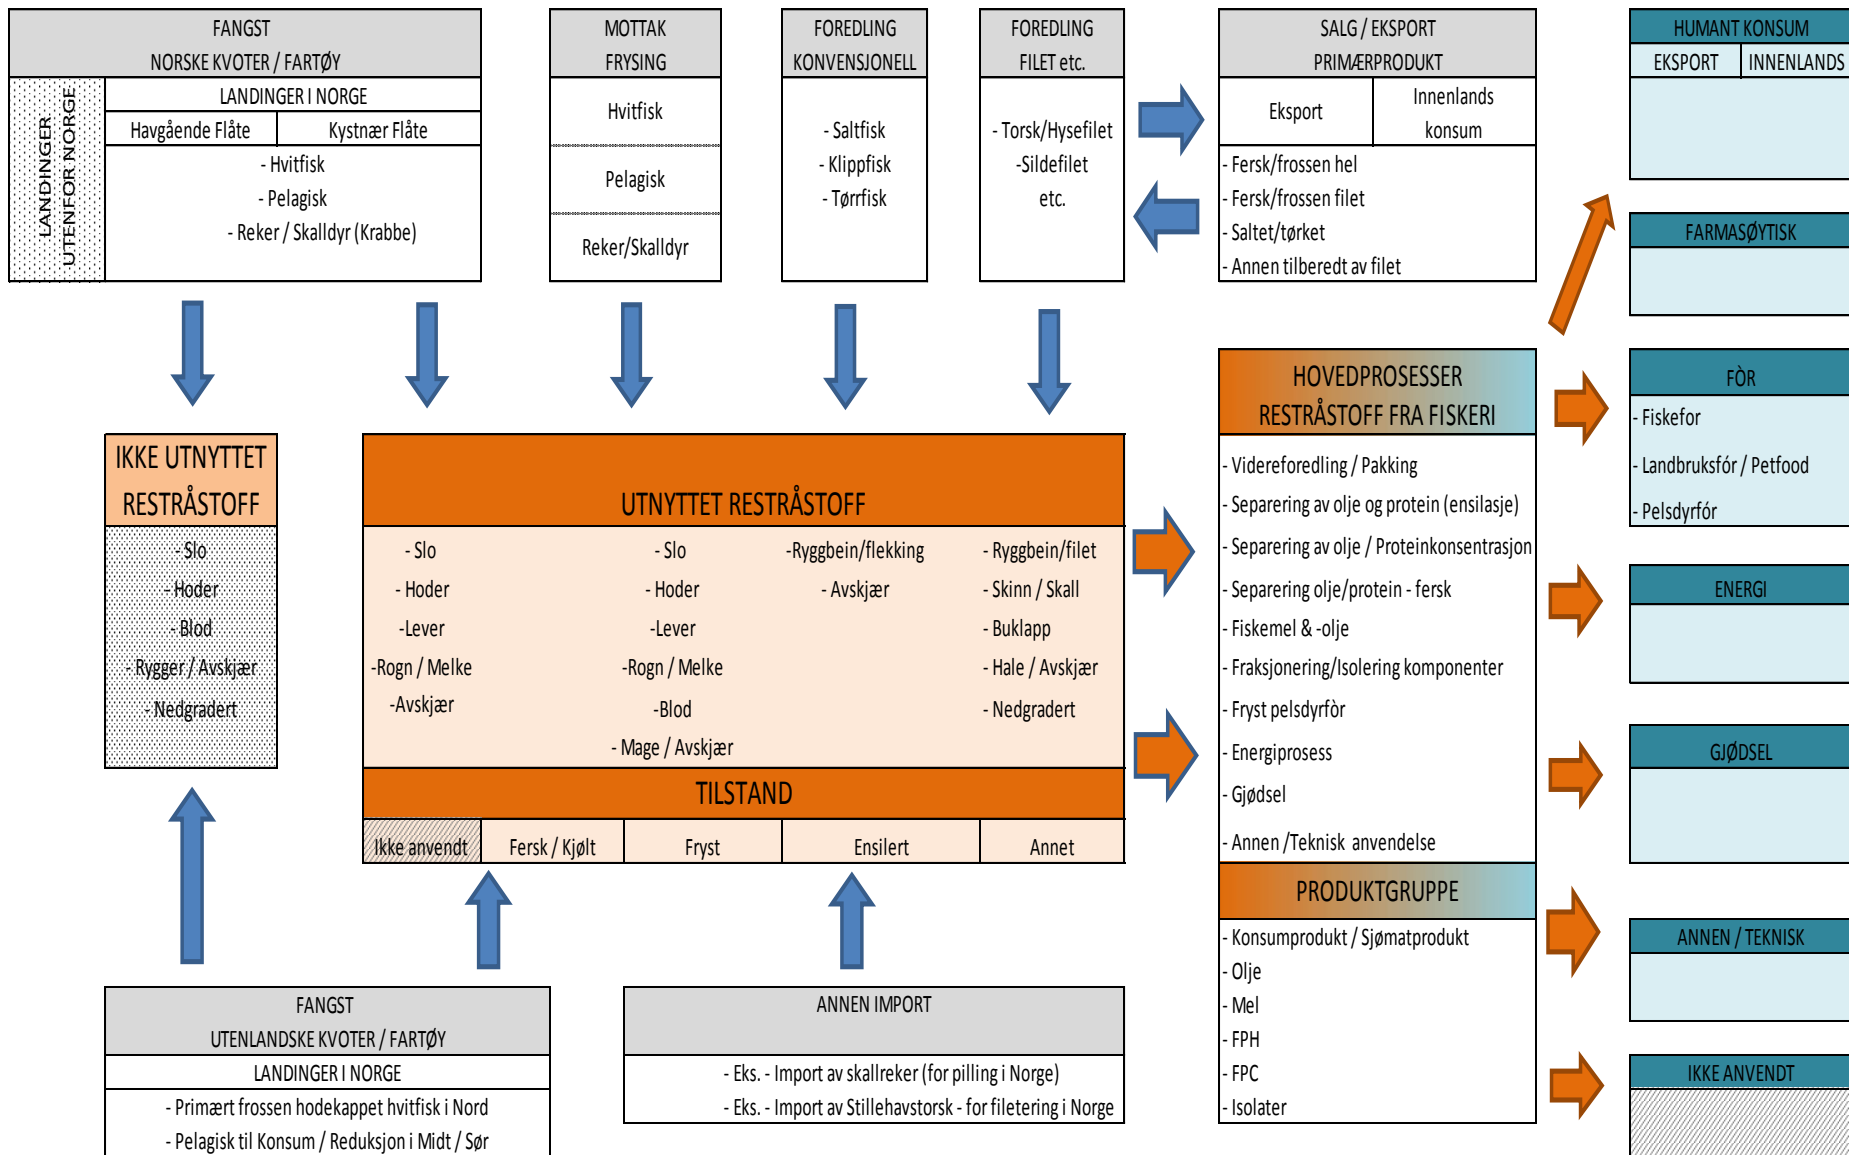 FANGST
NORSKE KVOTER / FARTØY
LANDINGER
UTENFOR NORGE
LANDINGER I NORGE
Havgående Flåte
Kystnær Flåte
- Hvitfisk
- Pelagisk
- Reker / Skalldyr (Krabbe)
MOTTAK
FRYSING
Hvitfisk
Pelagisk
Reker/Skalldyr
FOREDLING
KONVENSJONELL
- Saltfisk
- Klippfisk
- Tørrfisk
FOREDLING
FILET etc.
- Torsk/Hysefilet
-Sildefilet
etc.
SALG / EKSPORT
PRIMÆRPRODUKT
Eksport
Innenlands
konsum
- Fersk/frossen hel
- Fersk/frossen filet
- Saltet/tørket
- Annen tilberedt av filet
HUMANT KONSUM
EKSPORT
INNENLANDS
FARMASØYTISK
IKKE UTNYTTET
RESTRÅSTOFF
- Slo
- Hoder
- Blod
- Rygger / Avskjær
- Nedgradert
UTNYTTET RESTRÅSTOFF
- Slo
- Hoder
-Lever
-Rogn / Melke
-Avskjær
- Slo
- Hoder
-Lever
-Rogn / Melke
-Blod
- Mage / Avskjær
-Ryggbein/flekking
- Avskjær
- Ryggbein/filet
- Skinn / Skall
- Buklapp
- Hale / Avskjær
- Nedgradert
TILSTAND
Ikke anvendt
Fersk / Kjølt
Fryst
Ensilert
Annet
HOVEDPROSESSER
RESTRÅSTOFF FRA FISKERI
- Videreforedling / Pakking
- Separering av olje og protein (ensilasje)
- Separering av olje / Proteinkonsentrasjon
- Separering olje/protein - fersk
- Fiskemel & -olje
- Fraksjonering/Isolering komponenter
- Fryst pelsdyrfòr
- Energiprosess
- Gjødsel
- Annen /Teknisk anvendelse
PRODUKTGRUPPE
- Konsumprodukt / Sjømatprodukt
- Olje
- Mel
- FPH
- FPC
- Isolater
FÒR
- Fiskefor
- Landbruksfór / Petfood
- Pelsdyrfór
ENERGI
GJØDSEL
ANNEN / TEKNISK
IKKE ANVENDT
FANGST
UTENLANDSKE KVOTER / FARTØY
LANDINGER I NORGE
- Primært frossen hodekappet hvitfisk i Nord
- Pelagisk til Konsum / Reduksjon i Midt / Sør
ANNEN IMPORT
- Eks. - Import av skallreker (for pilling i Norge)
- Eks. - Import av Stillehavstorsk - for filetering i Norge